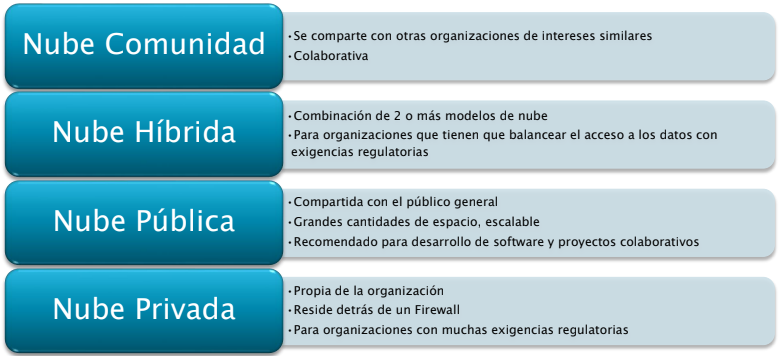 Nube Comunidad
•Se comparte con otras organizaciones de intereses similares
•Colaborativa
Nube Híbrida
•Combinación de 2 o más modelos de nube
•Para organizaciones que tienen que balancear el acceso a los datos con
exigencias regulatorias
Nube Pública
•Compartida con el público general
•Grandes cantidades de espacio, escalable
•Recomendado para desarrollo de software y proyectos colaborativos
Nube Privada
•Propia de la organización
•Reside detrás de un Firewall
•Para organizaciones con muchas exigencias regulatorias